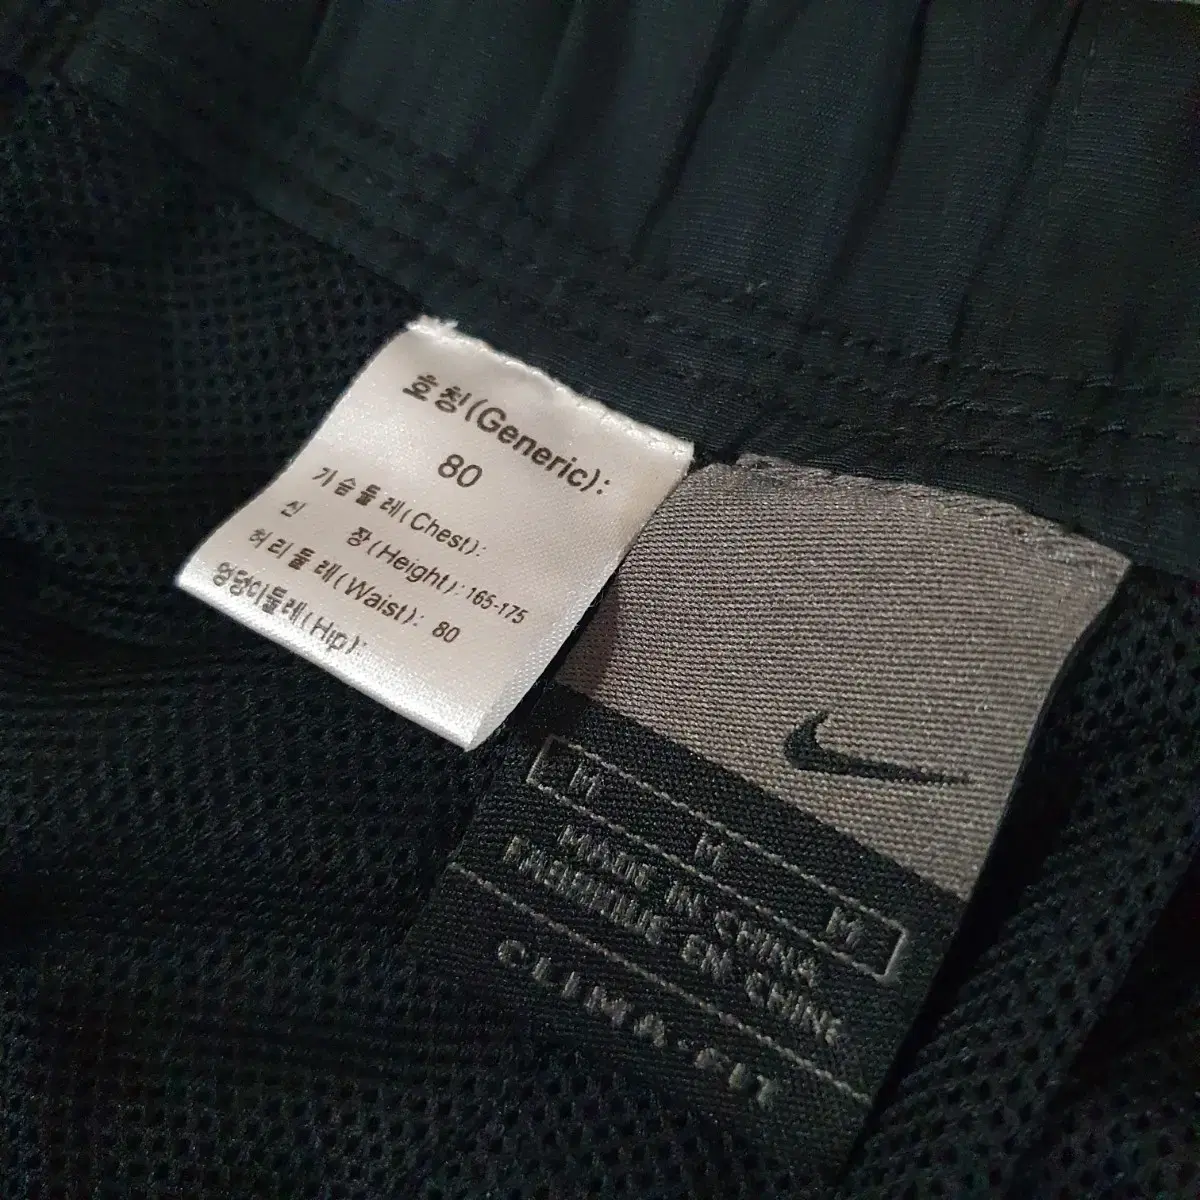 호칭(Generic):
80
가슴둘레(Chest):
신 장(Height): 165-175
허리둘레(Waist): 80
엉덩이둘레(Hip):
M M M
MADE IN CHINA
FABRIQUE EN CHINE
CLIMA-FIT